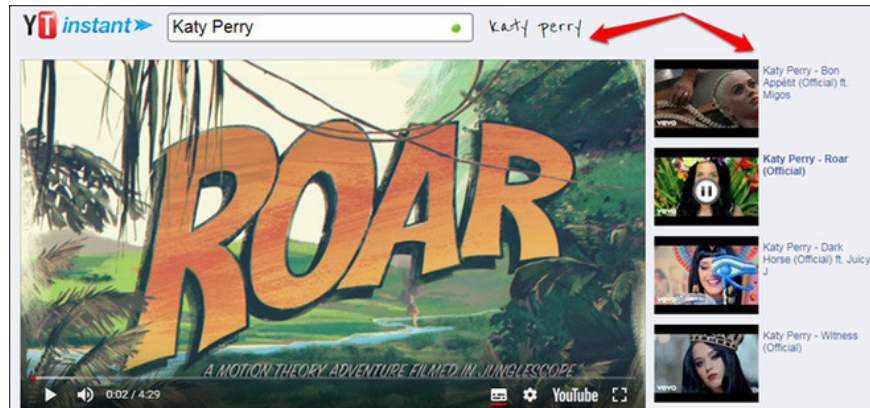 YT instant
Katy Perry
katy perry
ROAR
A MOTION THEORY ADVENTURE FILMED IN JUNGLESCOPE
0:02 / 4:29
YouTube
vevo
Katy Perry - Bon
Appétit (Official) ft.
Migos
vevo
Katy Perry - Roar
(Official)
vevo
Katy Perry - Dark
Horse (Official) ft. Juicy
J
vevo
Katy Perry - Witness
(Official)